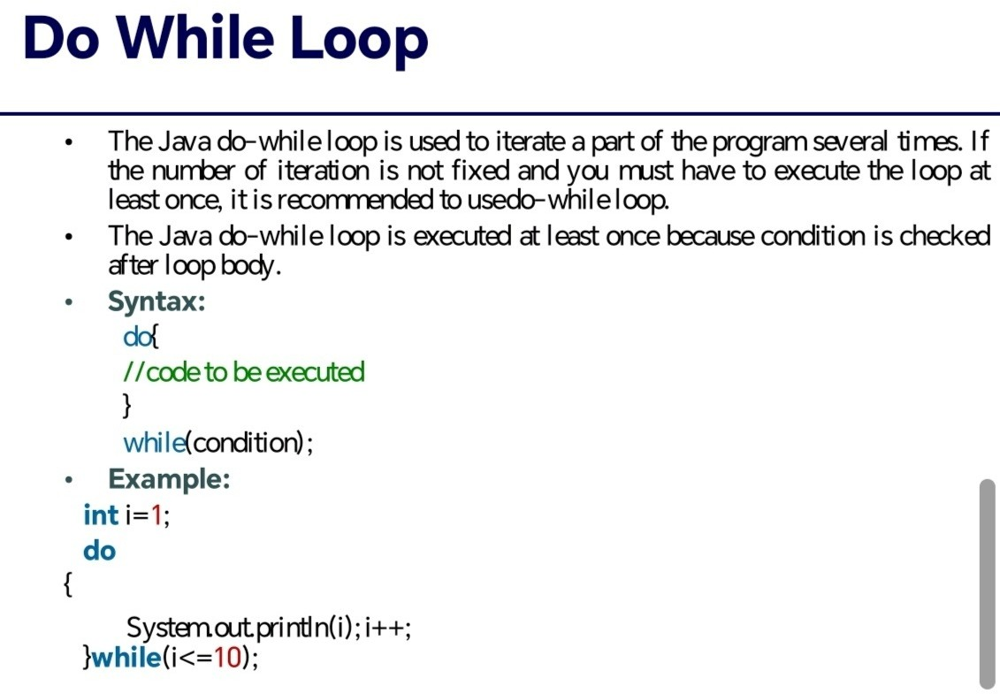 Do While Loop
• The Java do-while loop is used to iterate a part of the program several times. If
the number of iteration is not fixed and you must have to execute the loop at
least once, it is recommended to usedo-while loop.
• The Java do-while loop is executed at least once because condition is checked
after loop body.
• Syntax:
do{
//code to be executed
}
while(condition);
• Example:
int i=1;
do
{
System.out.println(i); i++;
}while(i<=10);